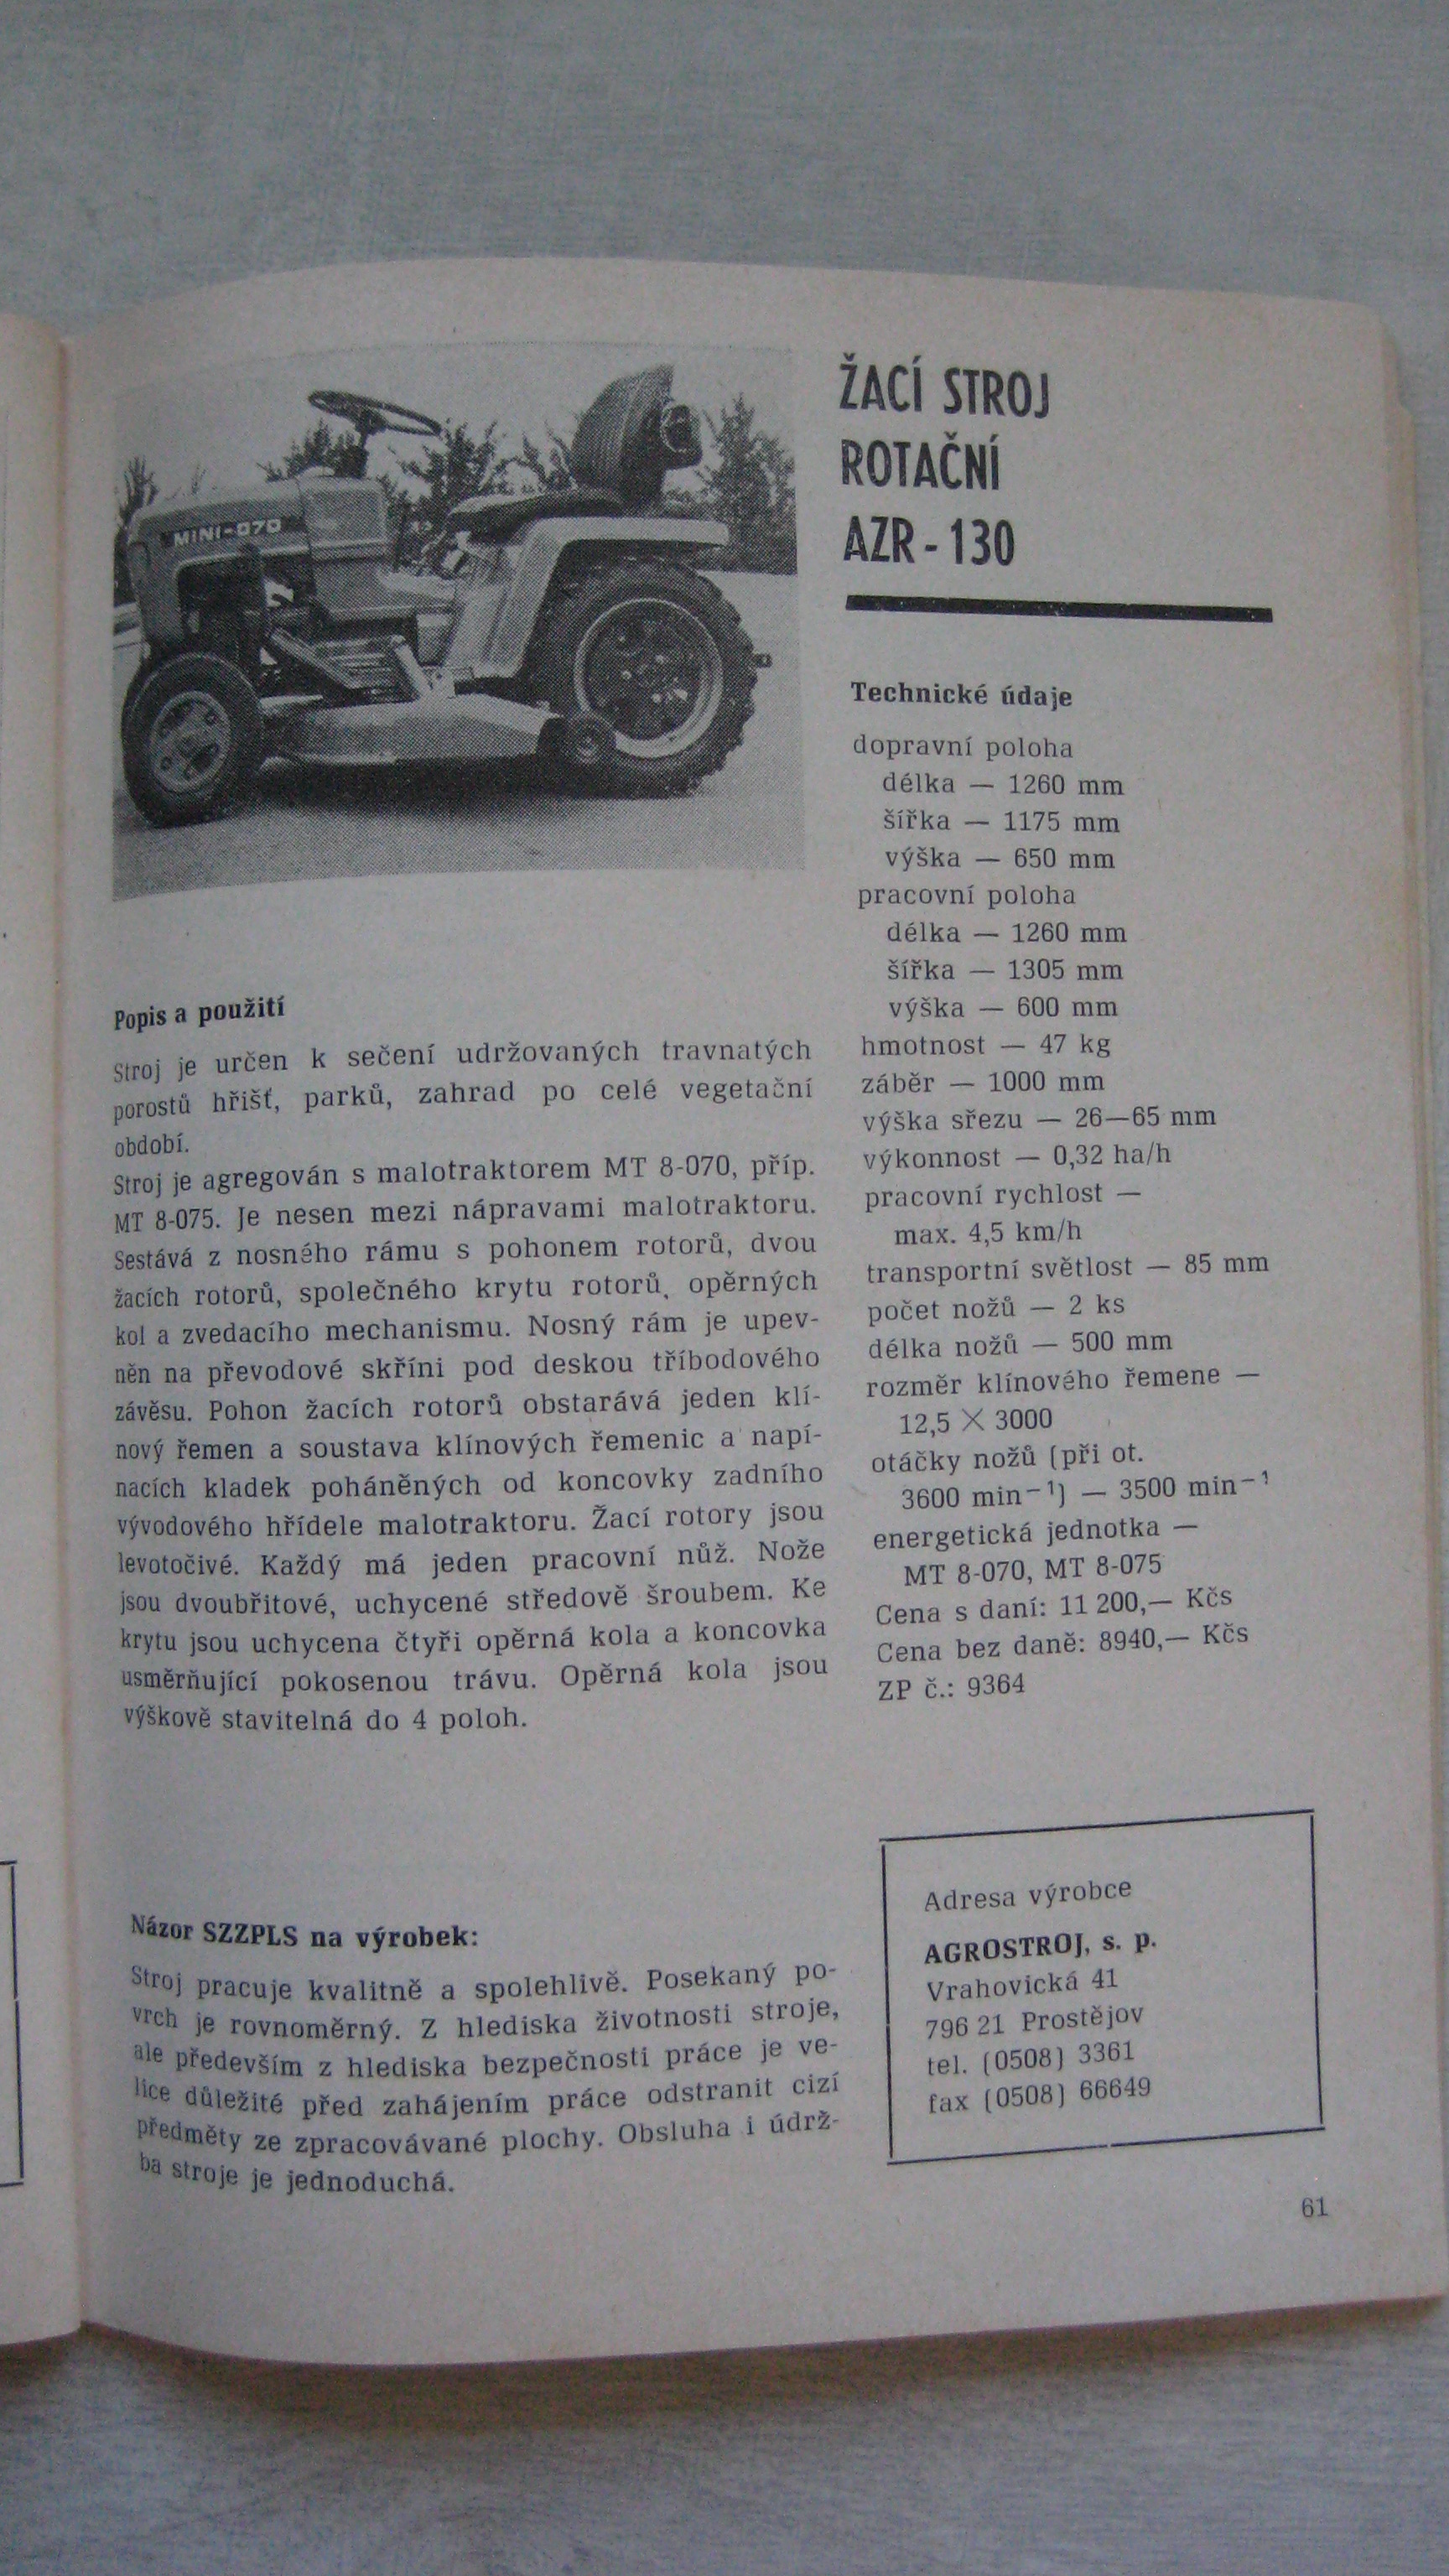 MINI-070
ŽACÍ STROJ
ROTAČNÍ
AZR - 130
Technické údaje
dopravní poloha
délka — 1260 mm
šířka — 1175 mm
výška — 650 mm
pracovní poloha
délka — 1260 mm
šířka — 1305 mm
výška — 600 mm
hmotnost — 47 kg
záběr — 1000 mm
výška sřezu — 26—65 mm
výkonnost — 0,32 ha/h
pracovní rychlost —
max. 4,5 km/h
transportní světlost — 85 mm
počet nožů — 2 ks
délka nožů — 500 mm
rozměr klínového řemene —
12,5 × 3000
otáčky nožů (při ot.
3600 min⁻¹) — 3500 min⁻¹
energetická jednotka —
MT 8-070, MT 8-075
Cena s daní: 11 200,— Kčs
Cena bez daně: 8940,— Kčs
ZP č.: 9364
Popis a použití
Stroj je určen k sečení udržovaných travnatých
porostů hřišť, parků, zahrad po celé vegetační
období.
Stroj je agregován s malotraktorem MT 8-070, příp.
MT 8-075. Je nesen mezi nápravami malotraktoru.
Sestává z nosného rámu s pohonem rotorů, dvou
žacích rotorů, společného krytu rotorů, opěrných
kol a zvedacího mechanismu. Nosný rám je upev-
něn na převodové skříni pod deskou tříbodového
závěsu. Pohon žacích rotorů obstarává jeden klí-
nový řemen a soustava klínových řemenic a napí-
nacích kladek poháněných od koncovky zadního
vývodového hřídele malotraktoru. Žací rotory jsou
levotočivé. Každý má jeden pracovní nůž. Nože
jsou dvoubřitové, uchycené středově šroubem. Ke
krytu jsou uchycena čtyři opěrná kola a koncovka
usměrňující pokosenou trávu. Opěrná kola jsou
výškově stavitelná do 4 poloh.
Názor SZZPLS na výrobek:
Stroj pracuje kvalitně a spolehlivě. Posekaný po-
vrch je rovnoměrný. Z hlediska životnosti stroje,
ale především z hlediska bezpečnosti práce je ve-
lice důležité před zahájením práce odstranit cizí
předměty ze zpracovávané plochy. Obsluha i údrž-
ba stroje je jednoduchá.
Adresa výrobce
AGROSTROJ, s. p.
Vrahovická 41
796 21 Prostějov
tel. (0508) 3361
fax (0508) 66649
61